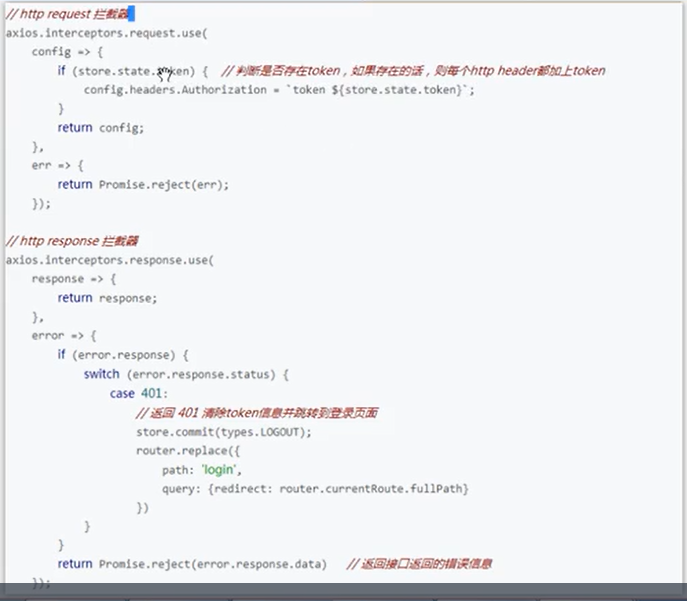 // http request 拦截器
axios.interceptors.request.use(
config => {
if (store.state.token) { // 判断是否存在token，如果存在的话，则每个http header都加上token
config.headers.Authorization = `token ${store.state.token}`;
}
return config;
},
err => {
return Promise.reject(err);
});
// http response 拦截器
axios.interceptors.response.use(
response => {
return response;
},
error => {
if (error.response) {
switch (error.response.status) {
case 401:
// 返回 401 清除token信息并跳转到登录页面
store.commit(types.LOGOUT);
router.replace({
path: 'login',
query: {redirect: router.currentRoute.fullPath}
})
}
}
return Promise.reject(error.response.data) // 返回接口返回的错误信息
});